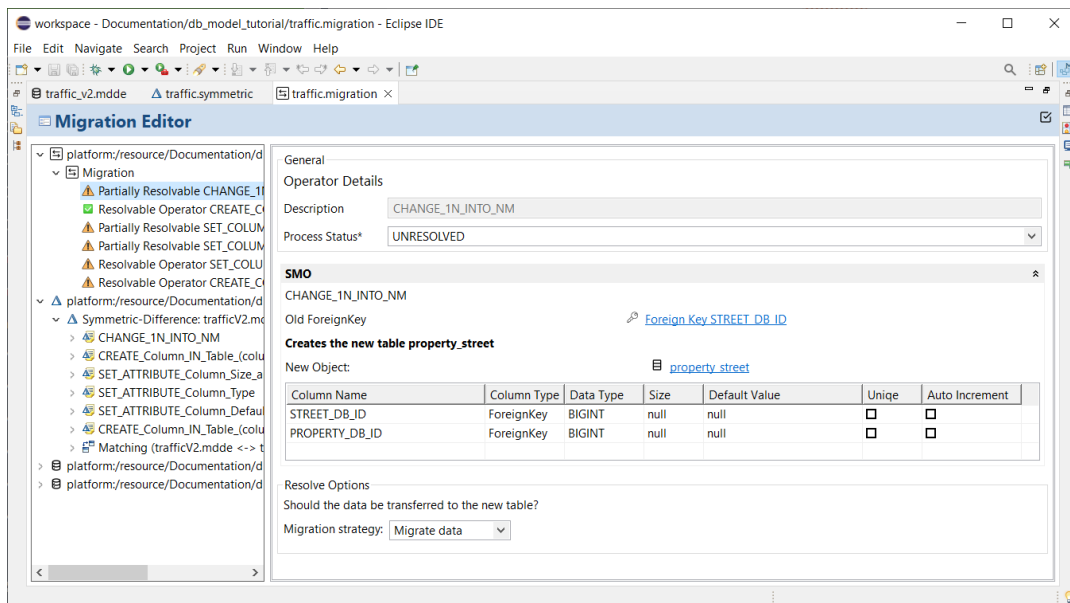 workspace - Documentation/db_model_tutorial/traffic.migration - Eclipse IDE
File Edit Navigate Search Project Run Window Help
traffic_v2.mdde traffic.symmetric traffic.migration
Migration Editor
platform:/resource/Documentation/d
Migration
Partially Resolvable CHANGE_1I
Resolvable Operator CREATE_C(
Partially Resolvable SET_COLUM
Partially Resolvable SET_COLUM
Resolvable Operator SET_COLU
Resolvable Operator CREATE_C(
platform:/resource/Documentation/d
Symmetric-Difference: trafficV2.mc
CHANGE_1N_INTO_NM
CREATE_Column_IN_Table_(colu
SET_ATTRIBUTE_Column_Size_a
SET_ATTRIBUTE_Column_Type
SET_ATTRIBUTE_Column_Defaul
CREATE_Column_IN_Table_(colu
Matching (trafficV2.mdde <-> t
platform:/resource/Documentation/d
platform:/resource/Documentation/d
General
Operator Details
Description CHANGE_1N_INTO_NM
Process Status* UNRESOLVED
SMO
CHANGE_1N_INTO_NM
Old ForeignKey Foreign Key STREET_DB_ID
Creates the new table property_street
New Object: property_street
Column Name Column Type Data Type Size Default Value Uniqe Auto Increment
STREET_DB_ID ForeignKey BIGINT null null
PROPERTY_DB_ID ForeignKey BIGINT null null
Resolve Options
Should the data be transferred to the new table?
Migration strategy: Migrate data